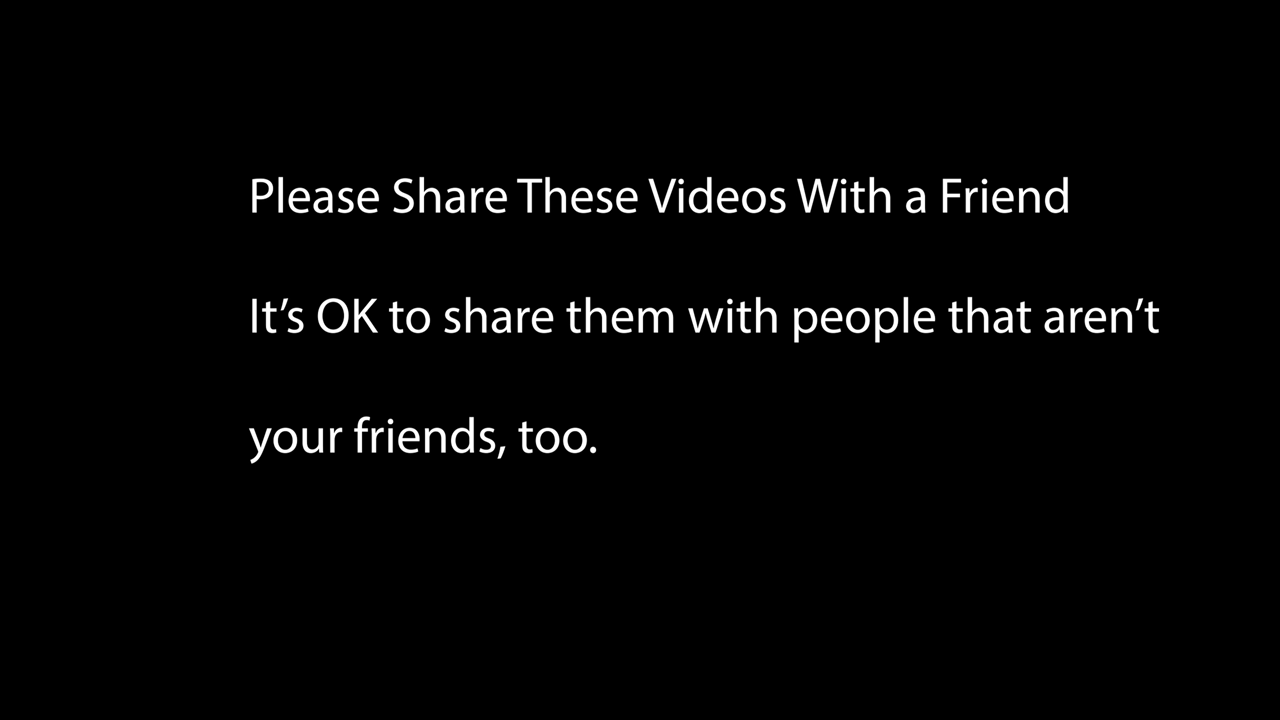 Please Share These Videos With a Friend
It’s OK to share them with people that aren’t
your friends, too.